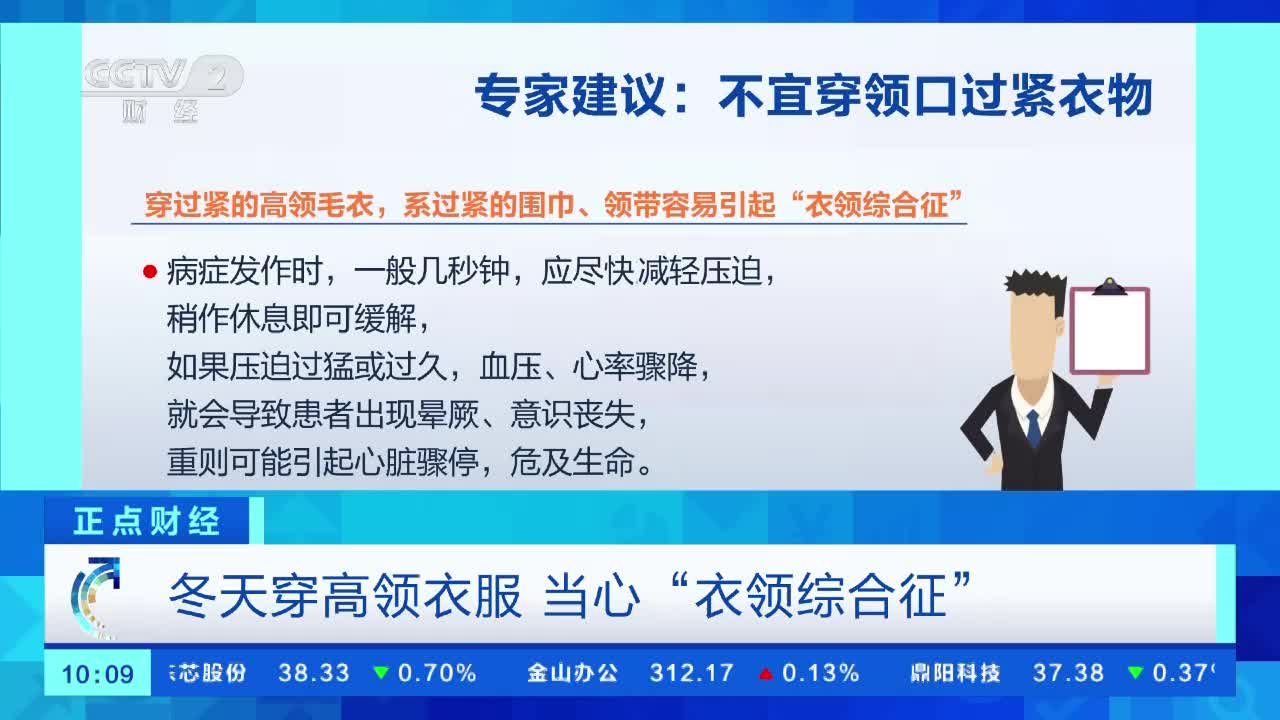 CCTV 2
财经
专家建议：不宜穿领口过紧衣物
穿过紧的高领毛衣，系过紧的围巾、领带容易引起“衣领综合征”
病症发作时，一般几秒钟，应尽快减轻压迫，
稍作休息即可缓解，
如果压迫过猛或过久，血压、心率骤降，
就会导致患者出现晕厥、意识丧失，
重则可能引起心脏骤停，危及生命。
正点财经
冬天穿高领衣服 当心“衣领综合征”
10:09 芯股份 38.33 ▼0.70% 金山办公 312.17 ▲0.13% 鼎阳科技 37.38 ▼0.37%